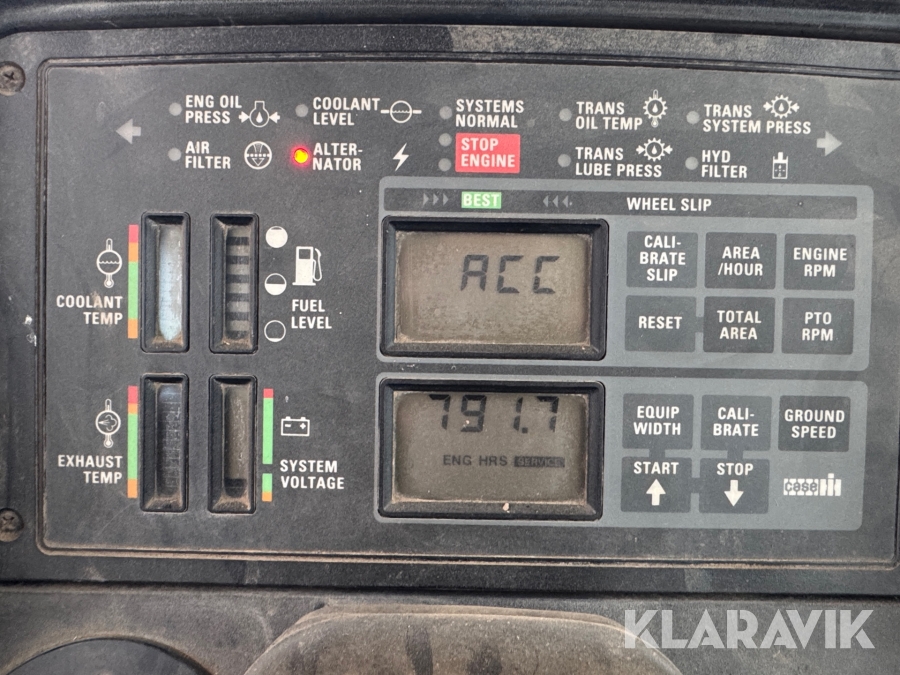 ENG OIL
PRESS
COOLANT
LEVEL
SYSTEMS
NORMAL
TRANS
OIL TEMP
TRANS
SYSTEM PRESS
AIR
FILTER
ALTER-
NATOR
STOP
ENGINE
TRANS
LUBE PRESS
HYD
FILTER
BEST
WHEEL SLIP
ACC
CALI-
BRATE
SLIP
AREA
/HOUR
ENGINE
RPM
RESET
TOTAL
AREA
PTO
RPM
COOLANT
TEMP
FUEL
LEVEL
EXHAUST
TEMP
SYSTEM
VOLTAGE
791.7
ENG HRS SERVICE
EQUIP
WIDTH
CALI-
BRATE
GROUND
SPEED
START
STOP
case IH
KLARAVIK